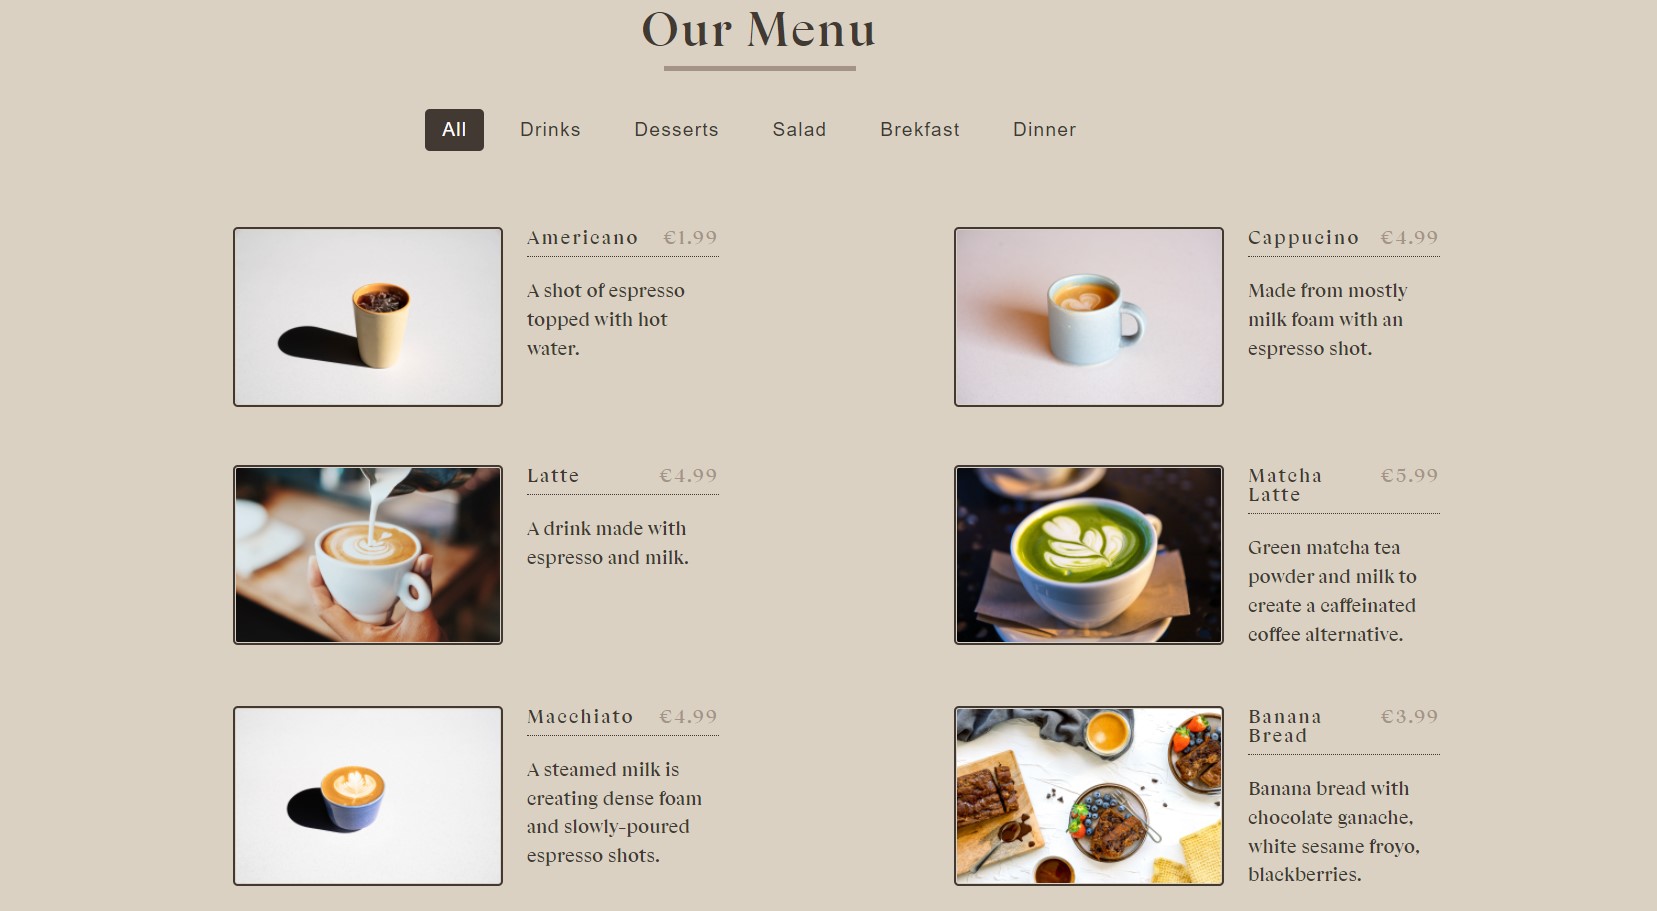 Our Menu
All
Drinks
Desserts
Salad
Brekfast
Dinner
Americano €1.99
A shot of espresso
topped with hot
water.
Cappucino €4.99
Made from mostly
milk foam with an
espresso shot.
Latte €4.99
A drink made with
espresso and milk.
Matcha €5.99
Latte
Green matcha tea
powder and milk to
create a caffeinated
coffee alternative.
Macchiato €4.99
A steamed milk is
creating dense foam
and slowly-poured
espresso shots.
Banana €3.99
Bread
Banana bread with
chocolate ganache,
white sesame froyo,
blackberries.